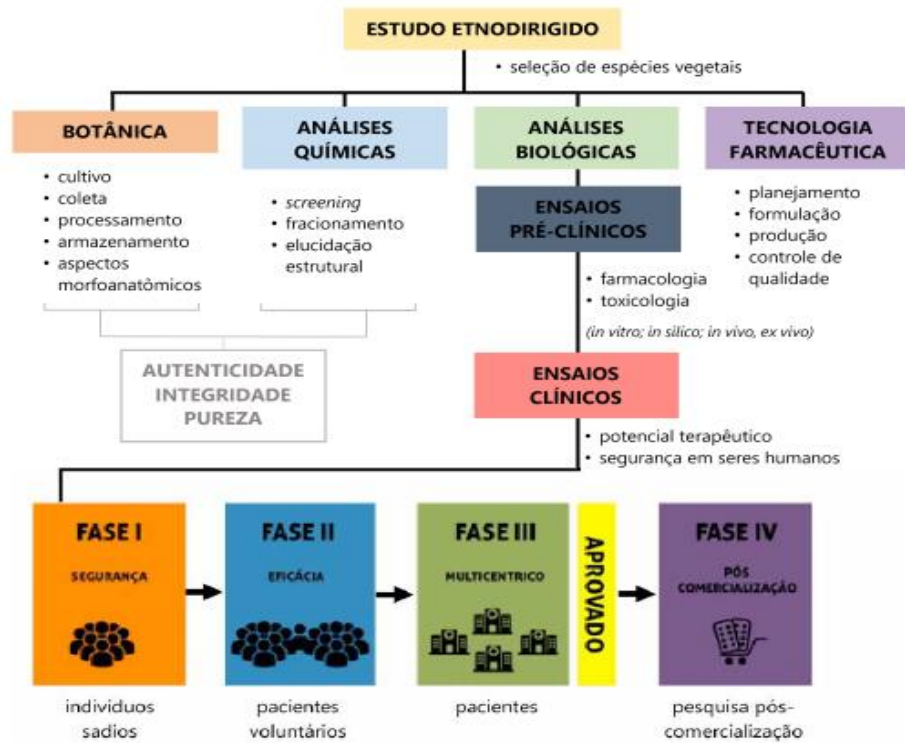 ESTUDO ETNODIRIGIDO
• seleção de espécies vegetais
BOTÂNICA
• cultivo
• coleta
• processamento
• armazenamento
• aspectos
morfoanatômicos
ANÁLISES
QUÍMICAS
• screening
• fracionamento
• elucidação
estrutural
AUTENTICIDADE
INTEGRIDADE
PUREZA
ANÁLISES
BIOLÓGICAS
ENSAIOS
PRÉ-CLÍNICOS
• farmacologia
• toxicologia
(in vitro; in silico; in vivo, ex vivo)
TECNOLOGIA
FARMACÊUTICA
• planejamento
• formulação
• produção
• controle de
qualidade
ENSAIOS
CLÍNICOS
• potencial terapêutico
• segurança em seres humanos
FASE I
SEGURANÇA
individuos
sadios
FASE II
EFICÁCIA
pacientes
voluntários
FASE III
MULTICENTRICO
pacientes
APROVADO
FASE IV
PÓS
COMERCIALIZAÇÃO
pesquisa pós-
comercialização